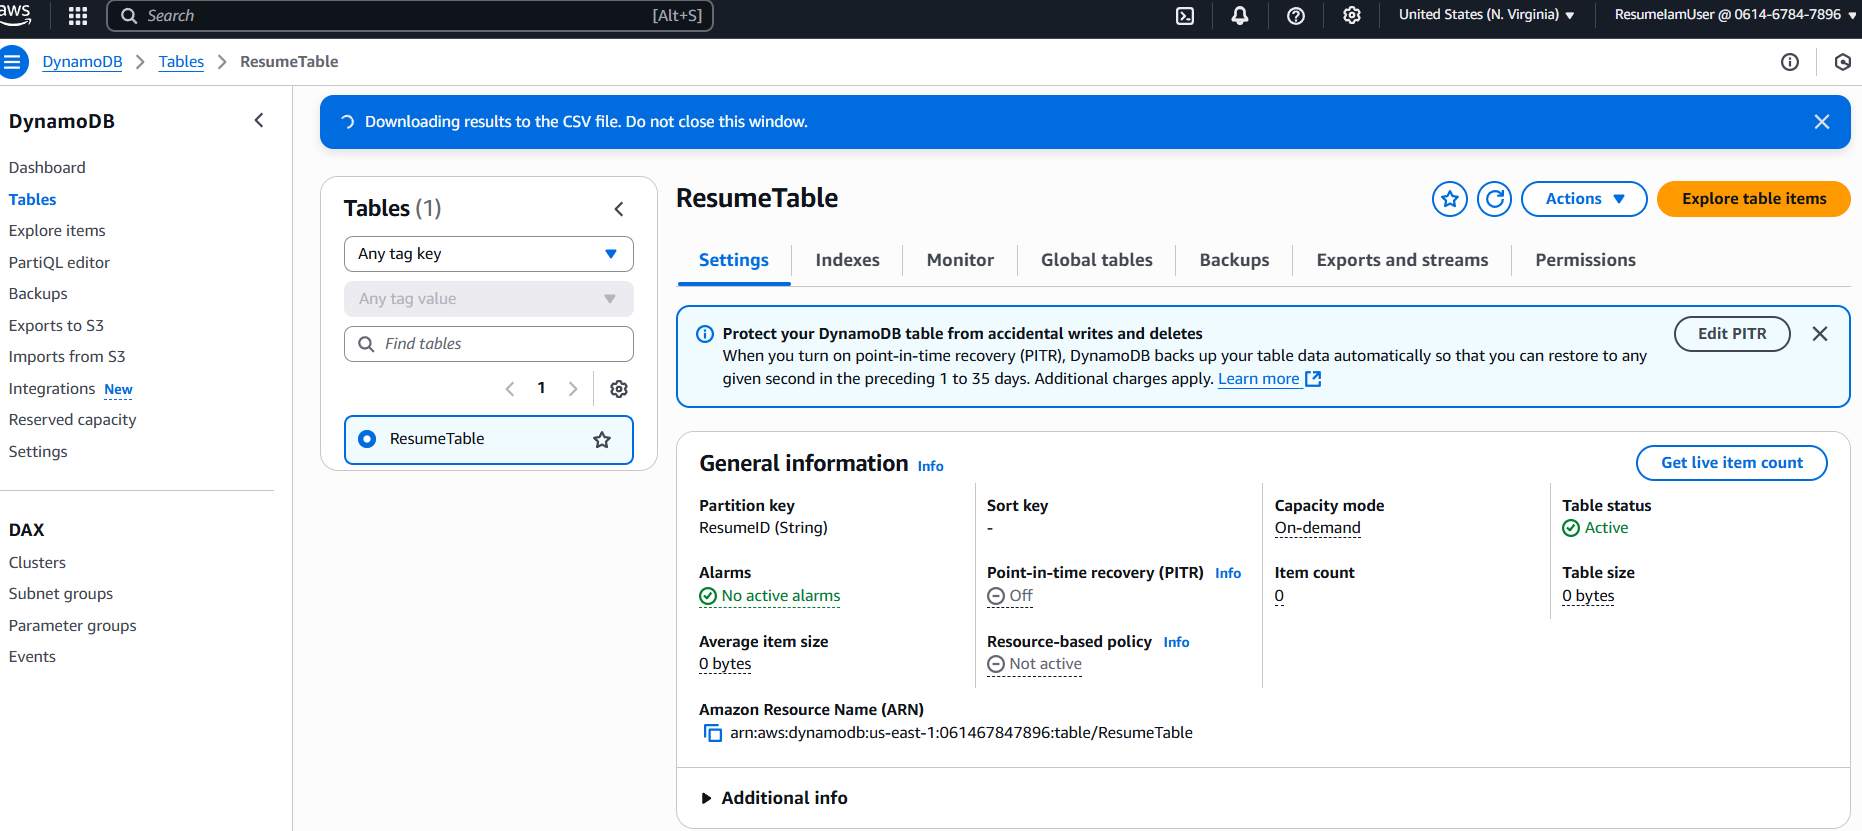 aws
Search [Alt+S]
United States (N. Virginia)
ResumeIamUser @ 0614-6784-7896
DynamoDB > Tables > ResumeTable
DynamoDB
Dashboard
Tables
Explore items
PartiQL editor
Backups
Exports to S3
Imports from S3
Integrations New
Reserved capacity
Settings
DAX
Clusters
Subnet groups
Parameter groups
Events
Downloading results to the CSV file. Do not close this window.
Tables (1)
Any tag key
Any tag value
Find tables
1
ResumeTable
ResumeTable
Actions
Explore table items
Settings
Indexes
Monitor
Global tables
Backups
Exports and streams
Permissions
Protect your DynamoDB table from accidental writes and deletes
When you turn on point-in-time recovery (PITR), DynamoDB backs up your table data automatically so that you can restore to any
given second in the preceding 1 to 35 days. Additional charges apply. Learn more
Edit PITR
General information Info
Get live item count
Partition key
ResumeID (String)
Sort key
-
Capacity mode
On-demand
Table status
Active
Alarms
No active alarms
Point-in-time recovery (PITR) Info
Off
Item count
0
Table size
0 bytes
Average item size
0 bytes
Resource-based policy Info
Not active
Amazon Resource Name (ARN)
arn:aws:dynamodb:us-east-1:061467847896:table/ResumeTable
Additional info